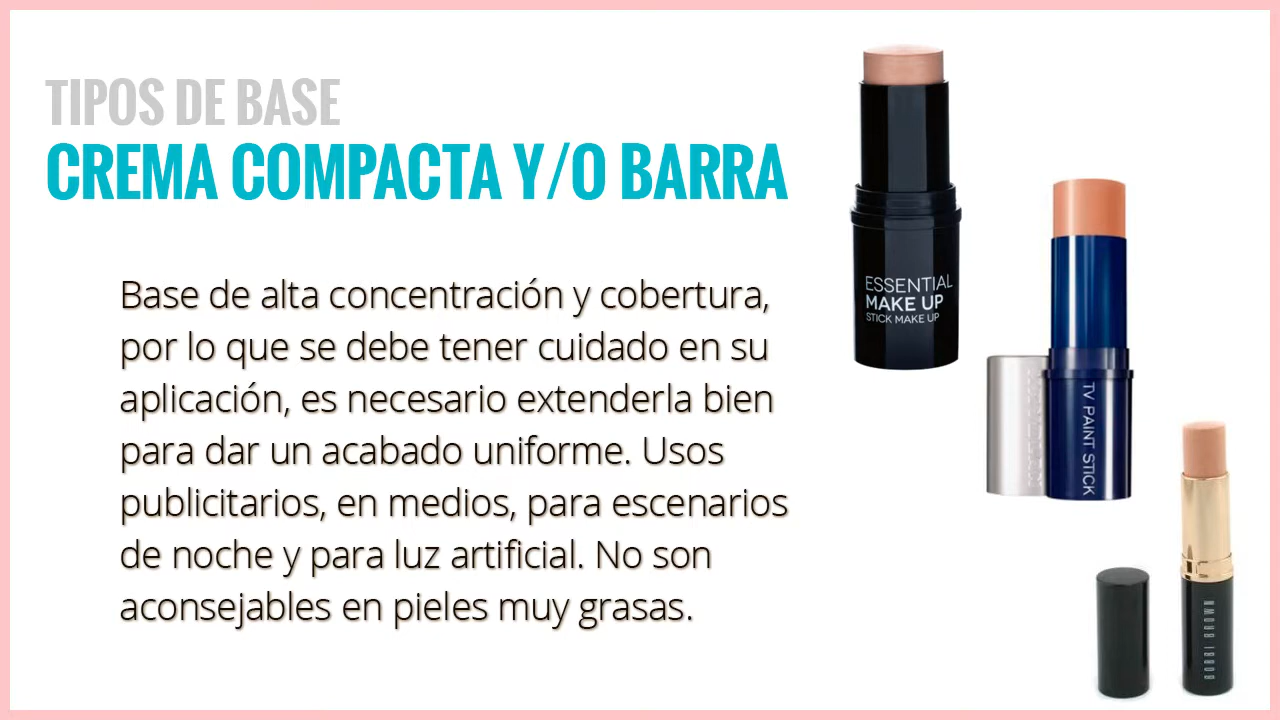 TIPOS DE BASE
CREMA COMPACTA Y/O BARRA
Base de alta concentración y cobertura,
por lo que se debe tener cuidado en su
aplicación, es necesario extenderla bien
para dar un acabado uniforme. Usos
publicitarios, en medios, para escenarios
de noche y para luz artificial. No son
aconsejables en pieles muy grasas.
ESSENTIAL
MAKE UP
STICK MAKE UP
TV PAINT STICK
BOBBI BROWN